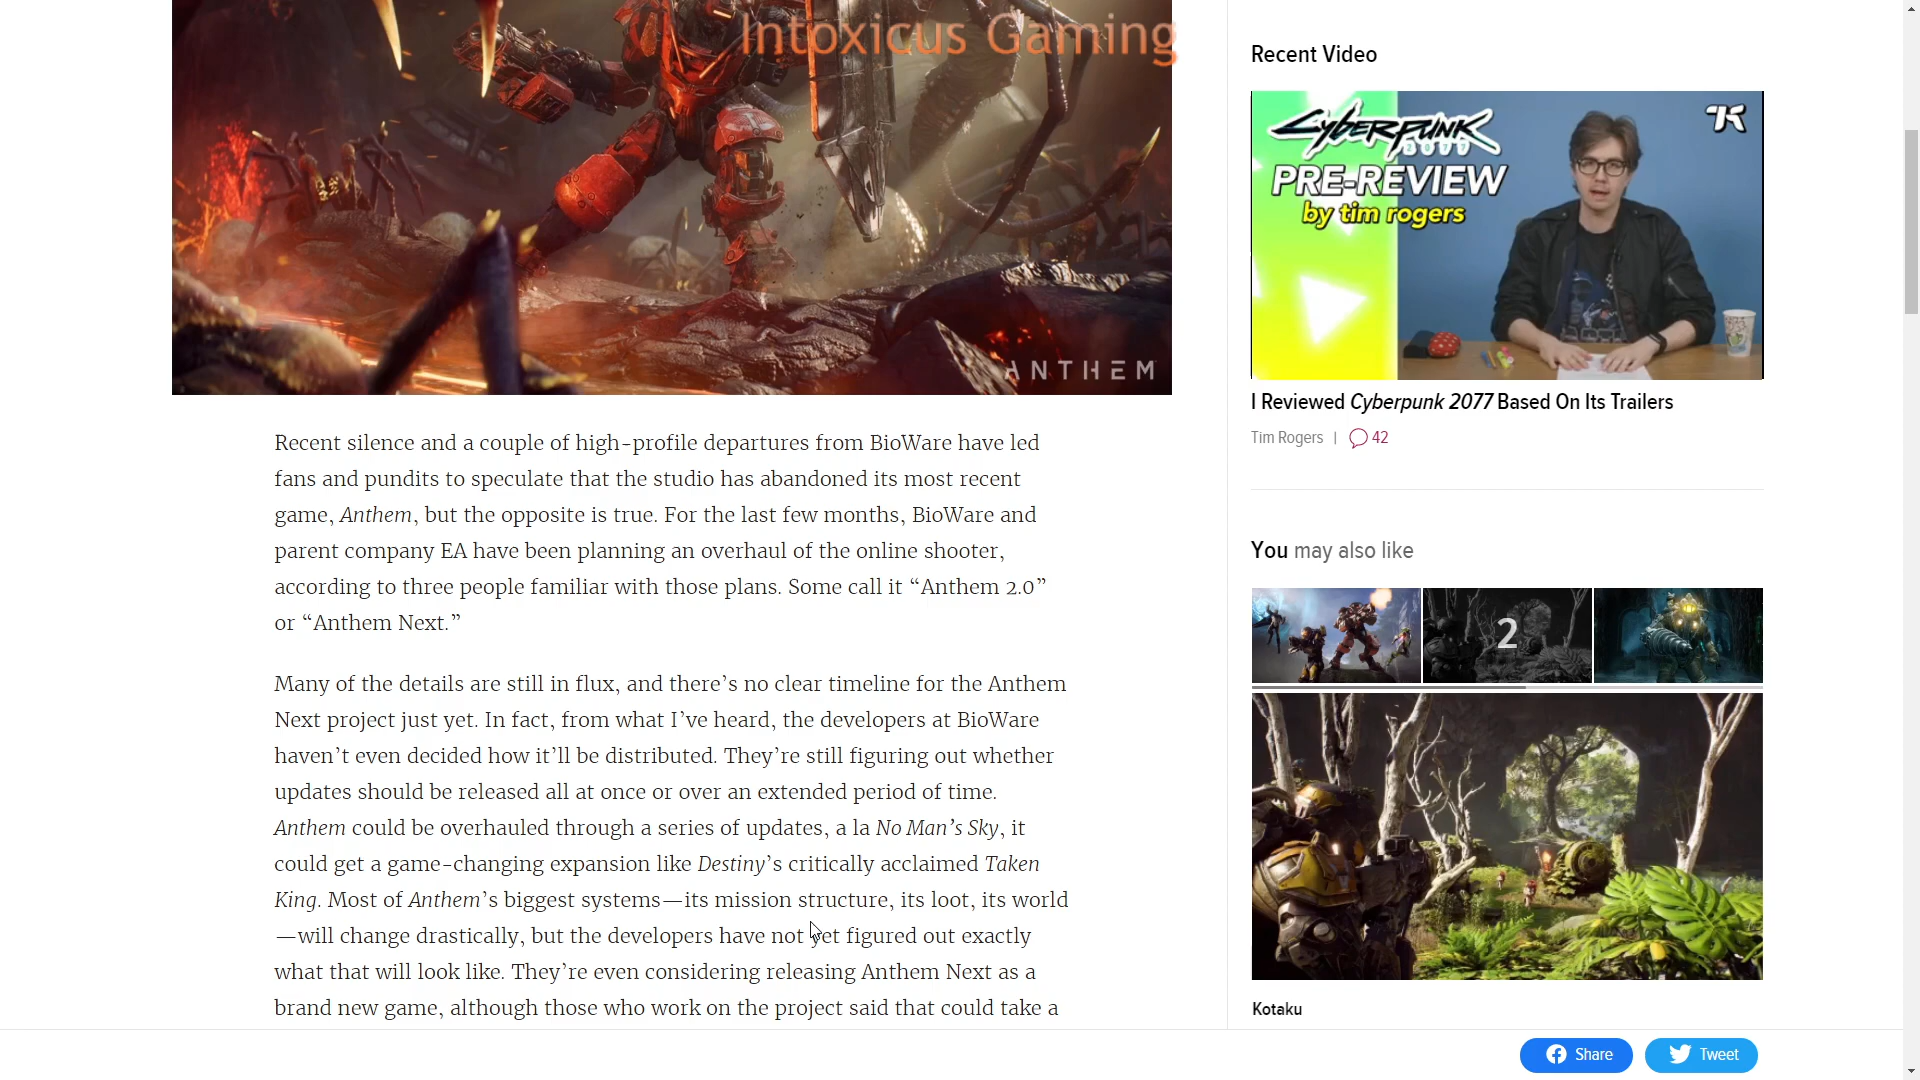 Intoxicus Gaming
ANTHEM
Recent silence and a couple of high-profile departures from BioWare have led
fans and pundits to speculate that the studio has abandoned its most recent
game, Anthem, but the opposite is true. For the last few months, BioWare and
parent company EA have been planning an overhaul of the online shooter,
according to three people familiar with those plans. Some call it “Anthem 2.0”
or “Anthem Next.”
Many of the details are still in flux, and there’s no clear timeline for the Anthem
Next project just yet. In fact, from what I’ve heard, the developers at BioWare
haven’t even decided how it’ll be distributed. They’re still figuring out whether
updates should be released all at once or over an extended period of time.
Anthem could be overhauled through a series of updates, a la No Man’s Sky, it
could get a game-changing expansion like Destiny’s critically acclaimed Taken
King. Most of Anthem’s biggest systems—its mission structure, its loot, its world
—will change drastically, but the developers have not yet figured out exactly
what that will look like. They’re even considering releasing Anthem Next as a
brand new game, although those who work on the project said that could take a
Recent Video
Cyberpunk
2077
PRE-REVIEW
by tim rogers
I Reviewed Cyberpunk 2077 Based On Its Trailers
Tim Rogers | 42
You may also like
2
Kotaku
Share
Tweet